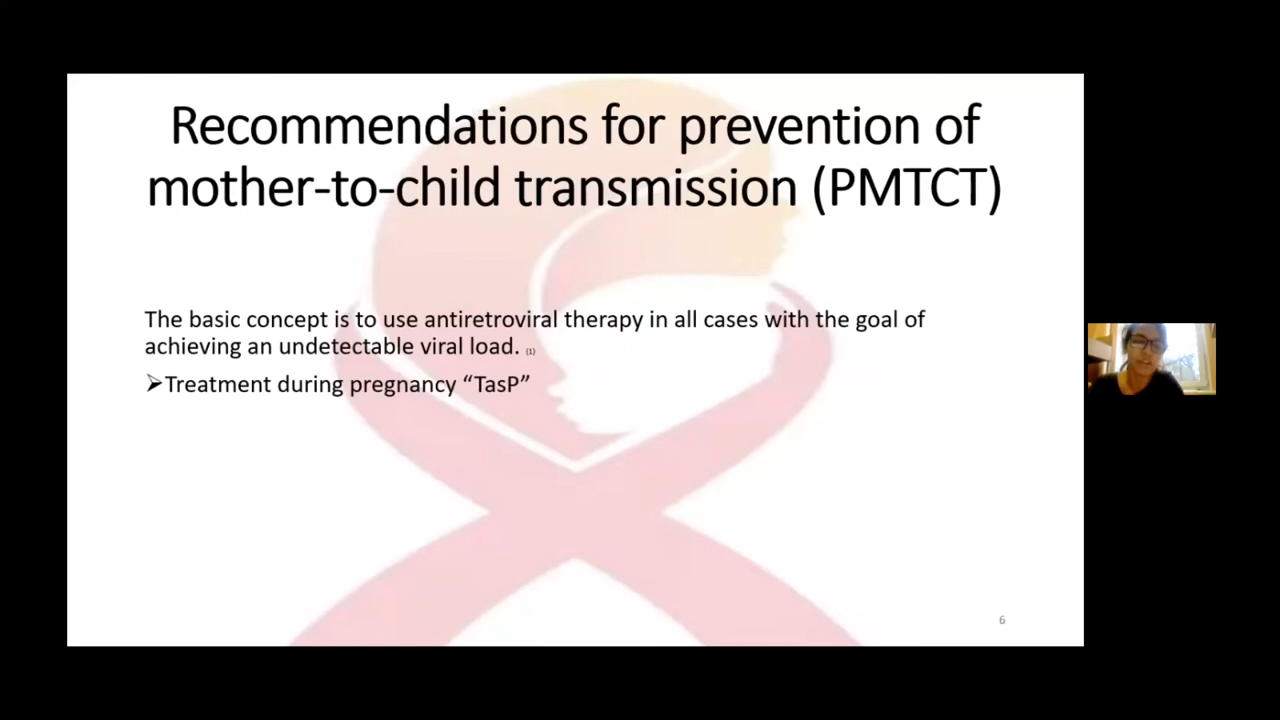 Recommendations for prevention of
mother-to-child transmission (PMTCT)
The basic concept is to use antiretroviral therapy in all cases with the goal of
achieving an undetectable viral load. (1)
➢Treatment during pregnancy “TasP”
6